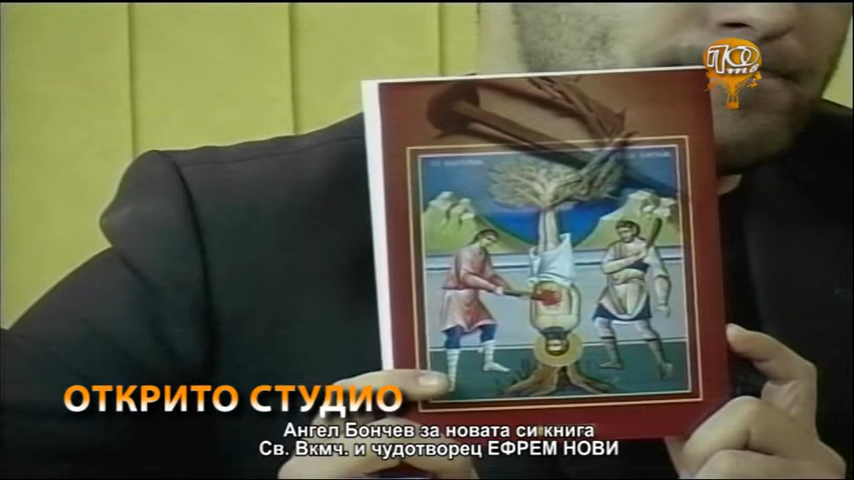 ОТКРИТО СТУДИО
Ангел Бончев за новата си книга
Св. Вкмч. и чудотворец ЕФРЕМ НОВИ